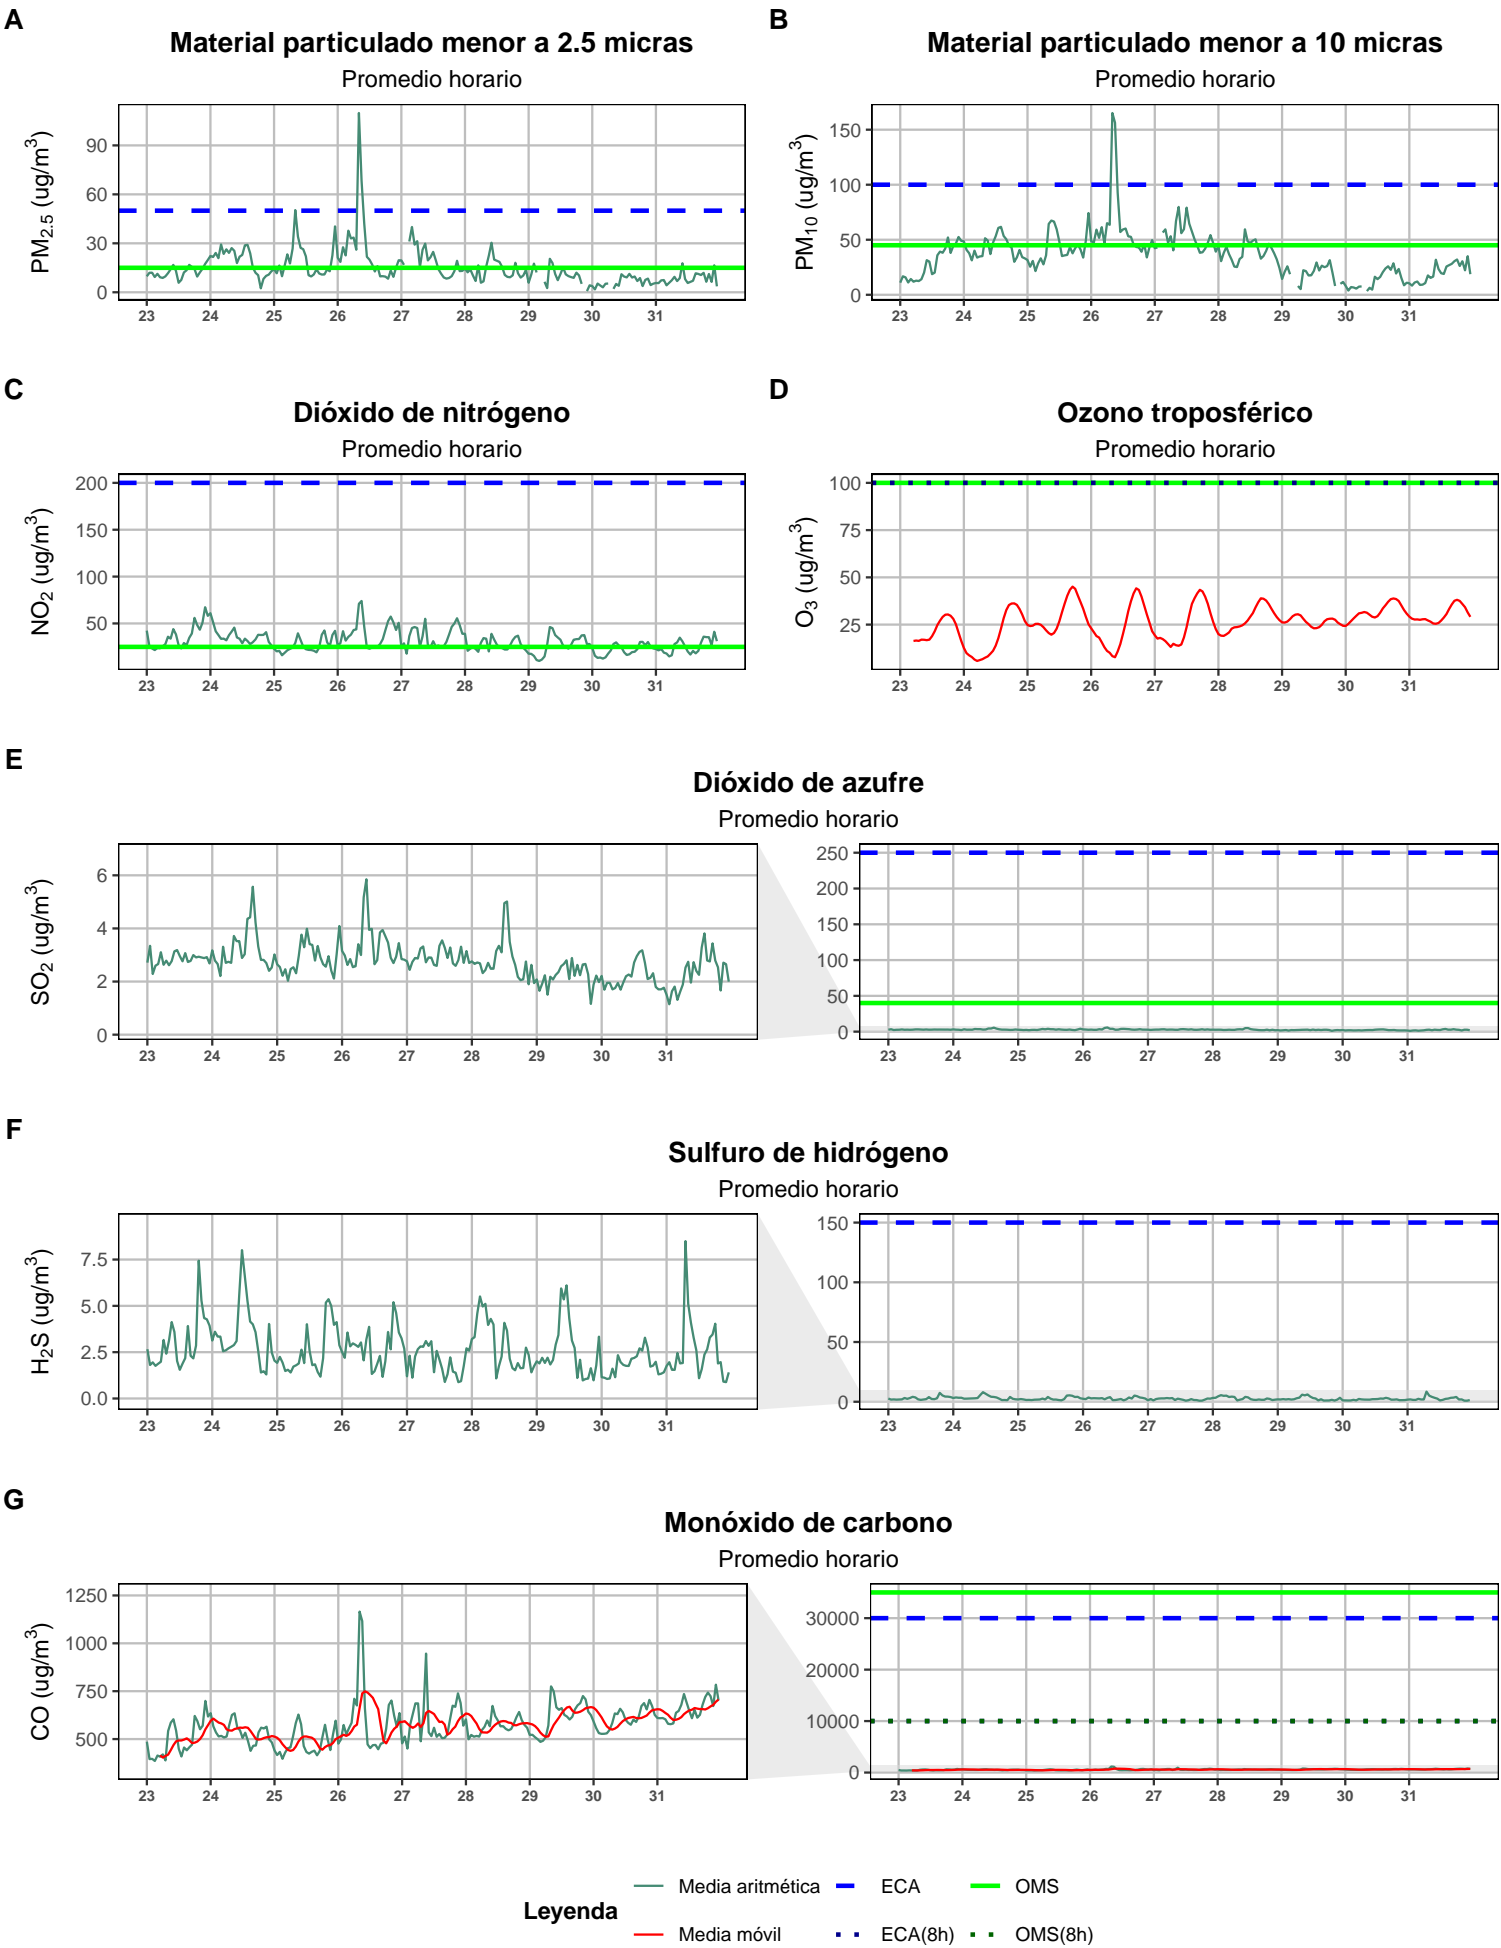 A
Material particulado menor a 2.5 micras
Promedio horario
PM2.5 (ug/m3)
90
60
30
0
23 24 25 26 27 28 29 30 31
B
Material particulado menor a 10 micras
Promedio horario
PM10 (ug/m3)
150
100
50
0
23 24 25 26 27 28 29 30 31
C
Dióxido de nitrógeno
Promedio horario
NO2 (ug/m3)
200
150
100
50
23 24 25 26 27 28 29 30 31
D
Ozono troposférico
Promedio horario
O3 (ug/m3)
100
75
50
25
23 24 25 26 27 28 29 30 31
E
Dióxido de azufre
Promedio horario
SO2 (ug/m3)
6
4
2
0
23 24 25 26 27 28 29 30 31
250
200
150
100
50
0
23 24 25 26 27 28 29 30 31
F
Sulfuro de hidrógeno
Promedio horario
H2S (ug/m3)
7.5
5.0
2.5
0.0
23 24 25 26 27 28 29 30 31
150
100
50
0
23 24 25 26 27 28 29 30 31
G
Monóxido de carbono
Promedio horario
CO (ug/m3)
1250
1000
750
500
23 24 25 26 27 28 29 30 31
30000
20000
10000
0
23 24 25 26 27 28 29 30 31
Leyenda
Media aritmética ECA OMS
Media móvil ECA(8h) OMS(8h)